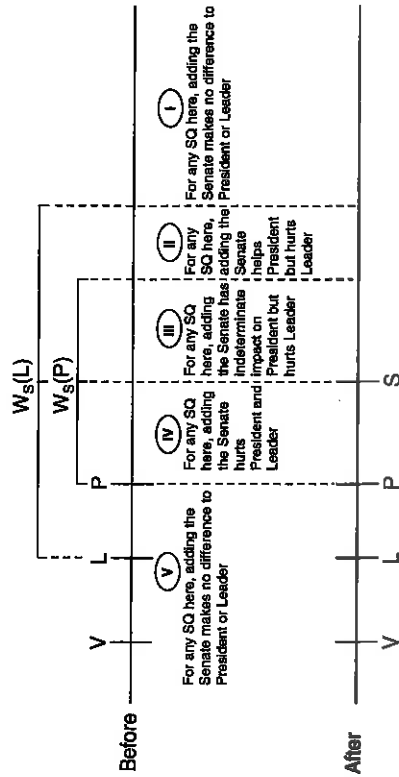 W_S(L)
W_S(P)
V
L
P
Before
V
For any SQ here, adding the
Senate makes no difference to
President or Leader
IV
For any SQ
here, adding
the Senate
hurts
President and
Leader
III
For any SQ
here, adding
the Senate has
Indeterminate
impact on
President but
hurts Leader
II
For any
SQ here,
adding the
Senate
helps
President
but hurts
Leader
I
For any SQ here, adding the
Senate makes no difference to
President or Leader
After
V
L
P
S